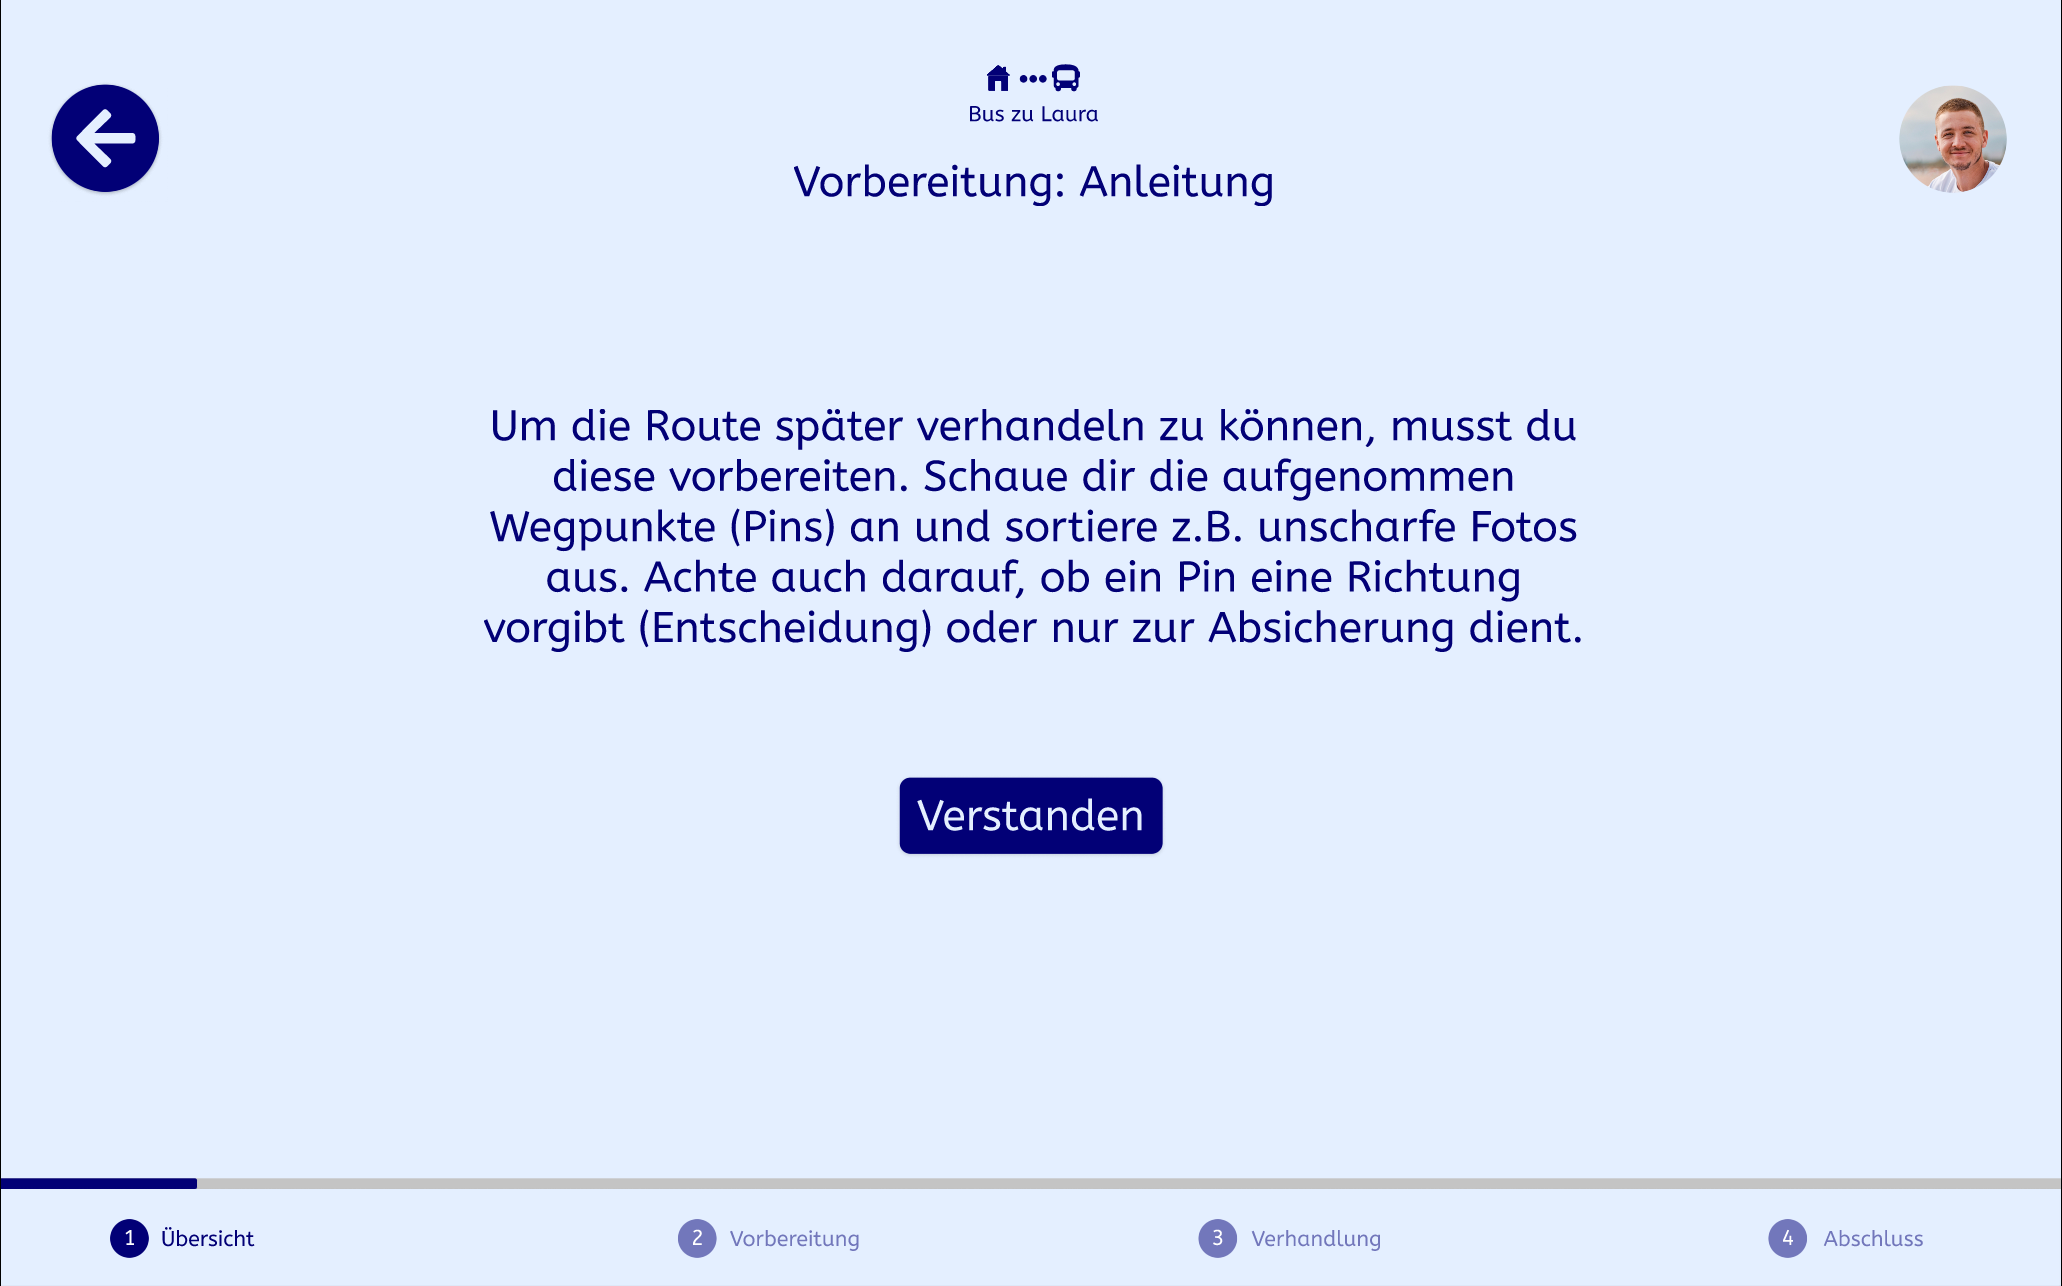 Bus zu Laura
Vorbereitung: Anleitung
Um die Route später verhandeln zu können, musst du
diese vorbereiten. Schaue dir die aufgenommen
Wegpunkte (Pins) an und sortiere z.B. unscharfe Fotos
aus. Achte auch darauf, ob ein Pin eine Richtung
vorgibt (Entscheidung) oder nur zur Absicherung dient.
Verstanden
1 Übersicht
2 Vorbereitung
3 Verhandlung
4 Abschluss